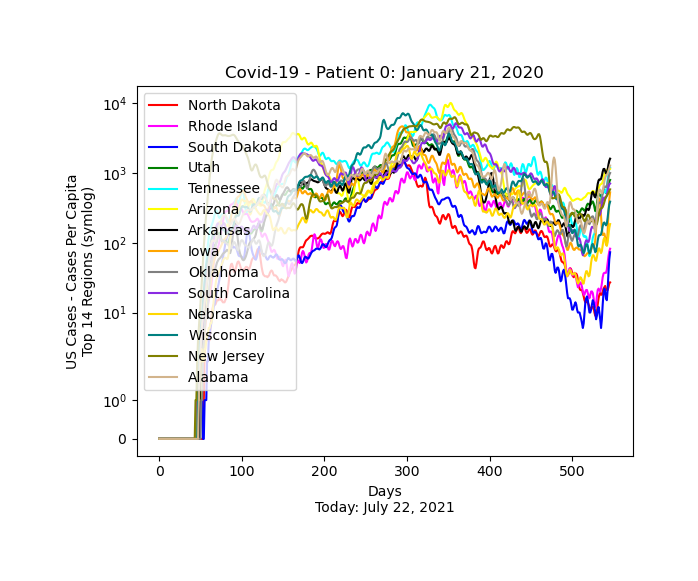 Covid-19 - Patient 0: January 21, 2020
US Cases - Cases Per Capita
Top 14 Regions (symlog)
10^4
10^3
10^2
10^1
10^0
0
North Dakota
Rhode Island
South Dakota
Utah
Tennessee
Arizona
Arkansas
Iowa
Oklahoma
South Carolina
Nebraska
Wisconsin
New Jersey
Alabama
0 100 200 300 400 500
Days
Today: July 22, 2021